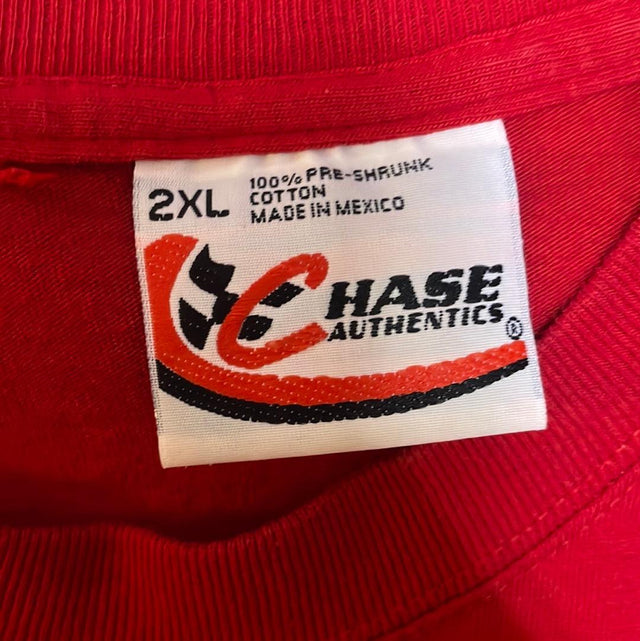 2XL
100% PRE-SHRUNK
COTTON
MADE IN MEXICO
CHASE
AUTHENTICS®